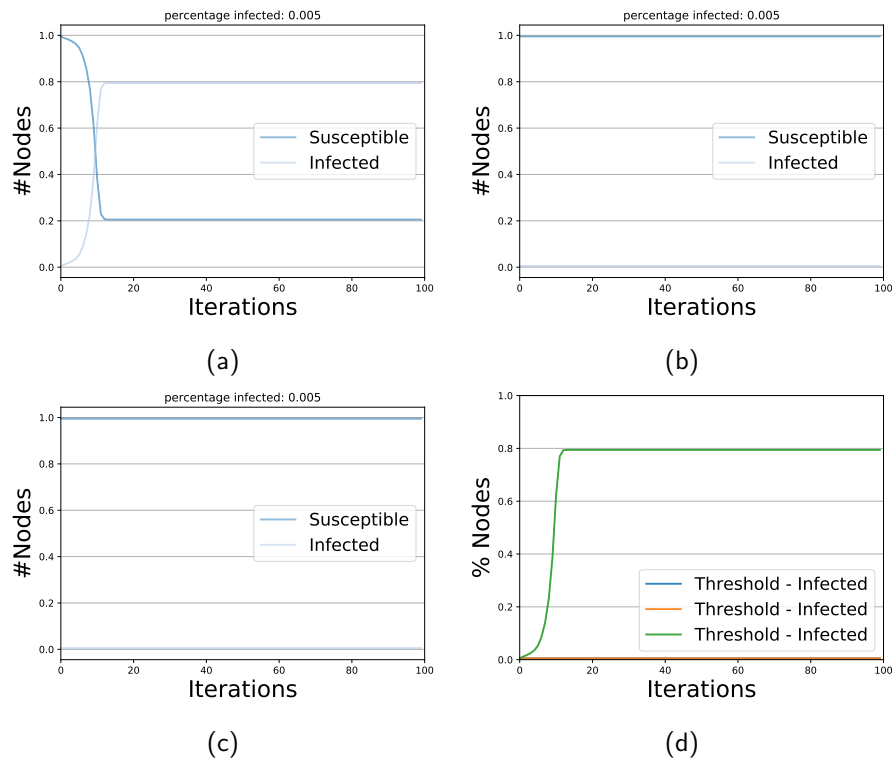 percentage infected: 0.005
1.0
0.8
0.6
0.4
0.2
0.0
#Nodes
Susceptible
Infected
0 20 40 60 80 100
Iterations
(a)
percentage infected: 0.005
1.0
0.8
0.6
0.4
0.2
0.0
#Nodes
Susceptible
Infected
0 20 40 60 80 100
Iterations
(b)
percentage infected: 0.005
1.0
0.8
0.6
0.4
0.2
0.0
#Nodes
Susceptible
Infected
0 20 40 60 80 100
Iterations
(c)
1.0
0.8
0.6
0.4
0.2
0.0
% Nodes
Threshold - Infected
Threshold - Infected
Threshold - Infected
0 20 40 60 80 100
Iterations
(d)